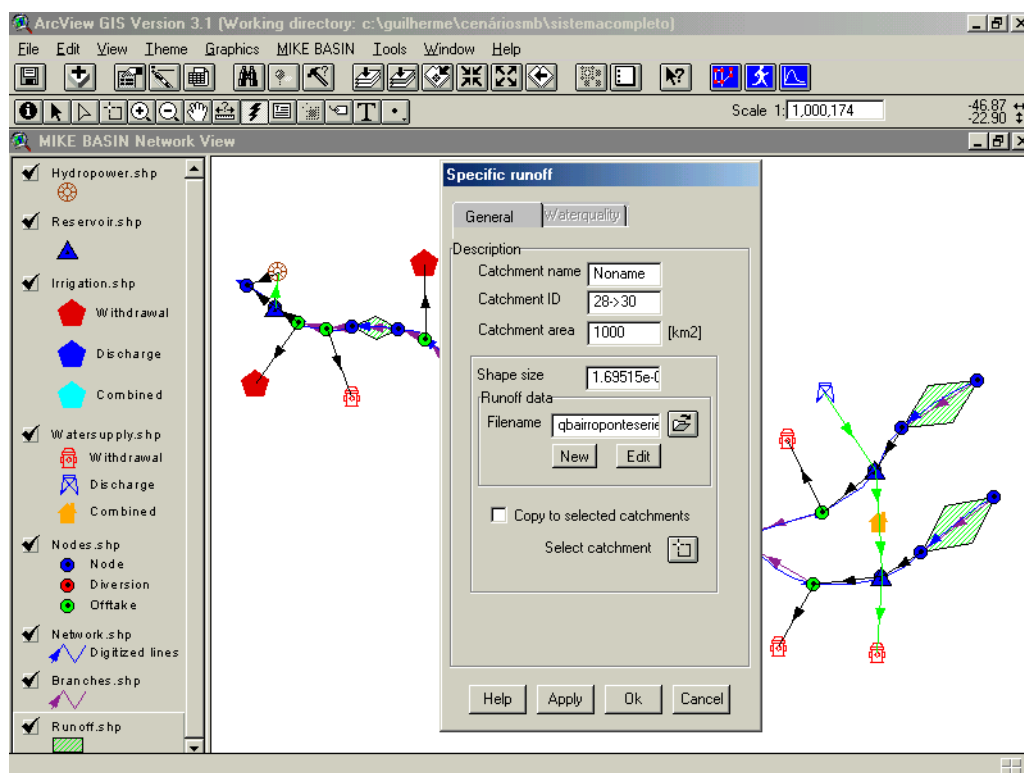 ArcView GIS Version 3.1 (Working directory: c:\guilherme\cenáriosmb\sistemacompleto)
File Edit View Theme Graphics MIKE BASIN Tools Window Help
Scale 1: 1,000,174
-46.87
-22.90
MIKE BASIN Network View
Hydropower.shp
Reservoir.shp
Irrigation.shp
Withdrawal
Discharge
Combined
Watersupply.shp
Withdrawal
Discharge
Combined
Nodes.shp
Node
Diversion
Offtake
Network.shp
Digitized lines
Branches.shp
Runoff.shp
Specific runoff
General Waterquality
Description
Catchment name Noname
Catchment ID 28->30
Catchment area 1000 [km2]
Shape size 1.69515e-0
Runoff data
Filename qbairroponteserie
New Edit
Copy to selected catchments
Select catchment
Help Apply Ok Cancel